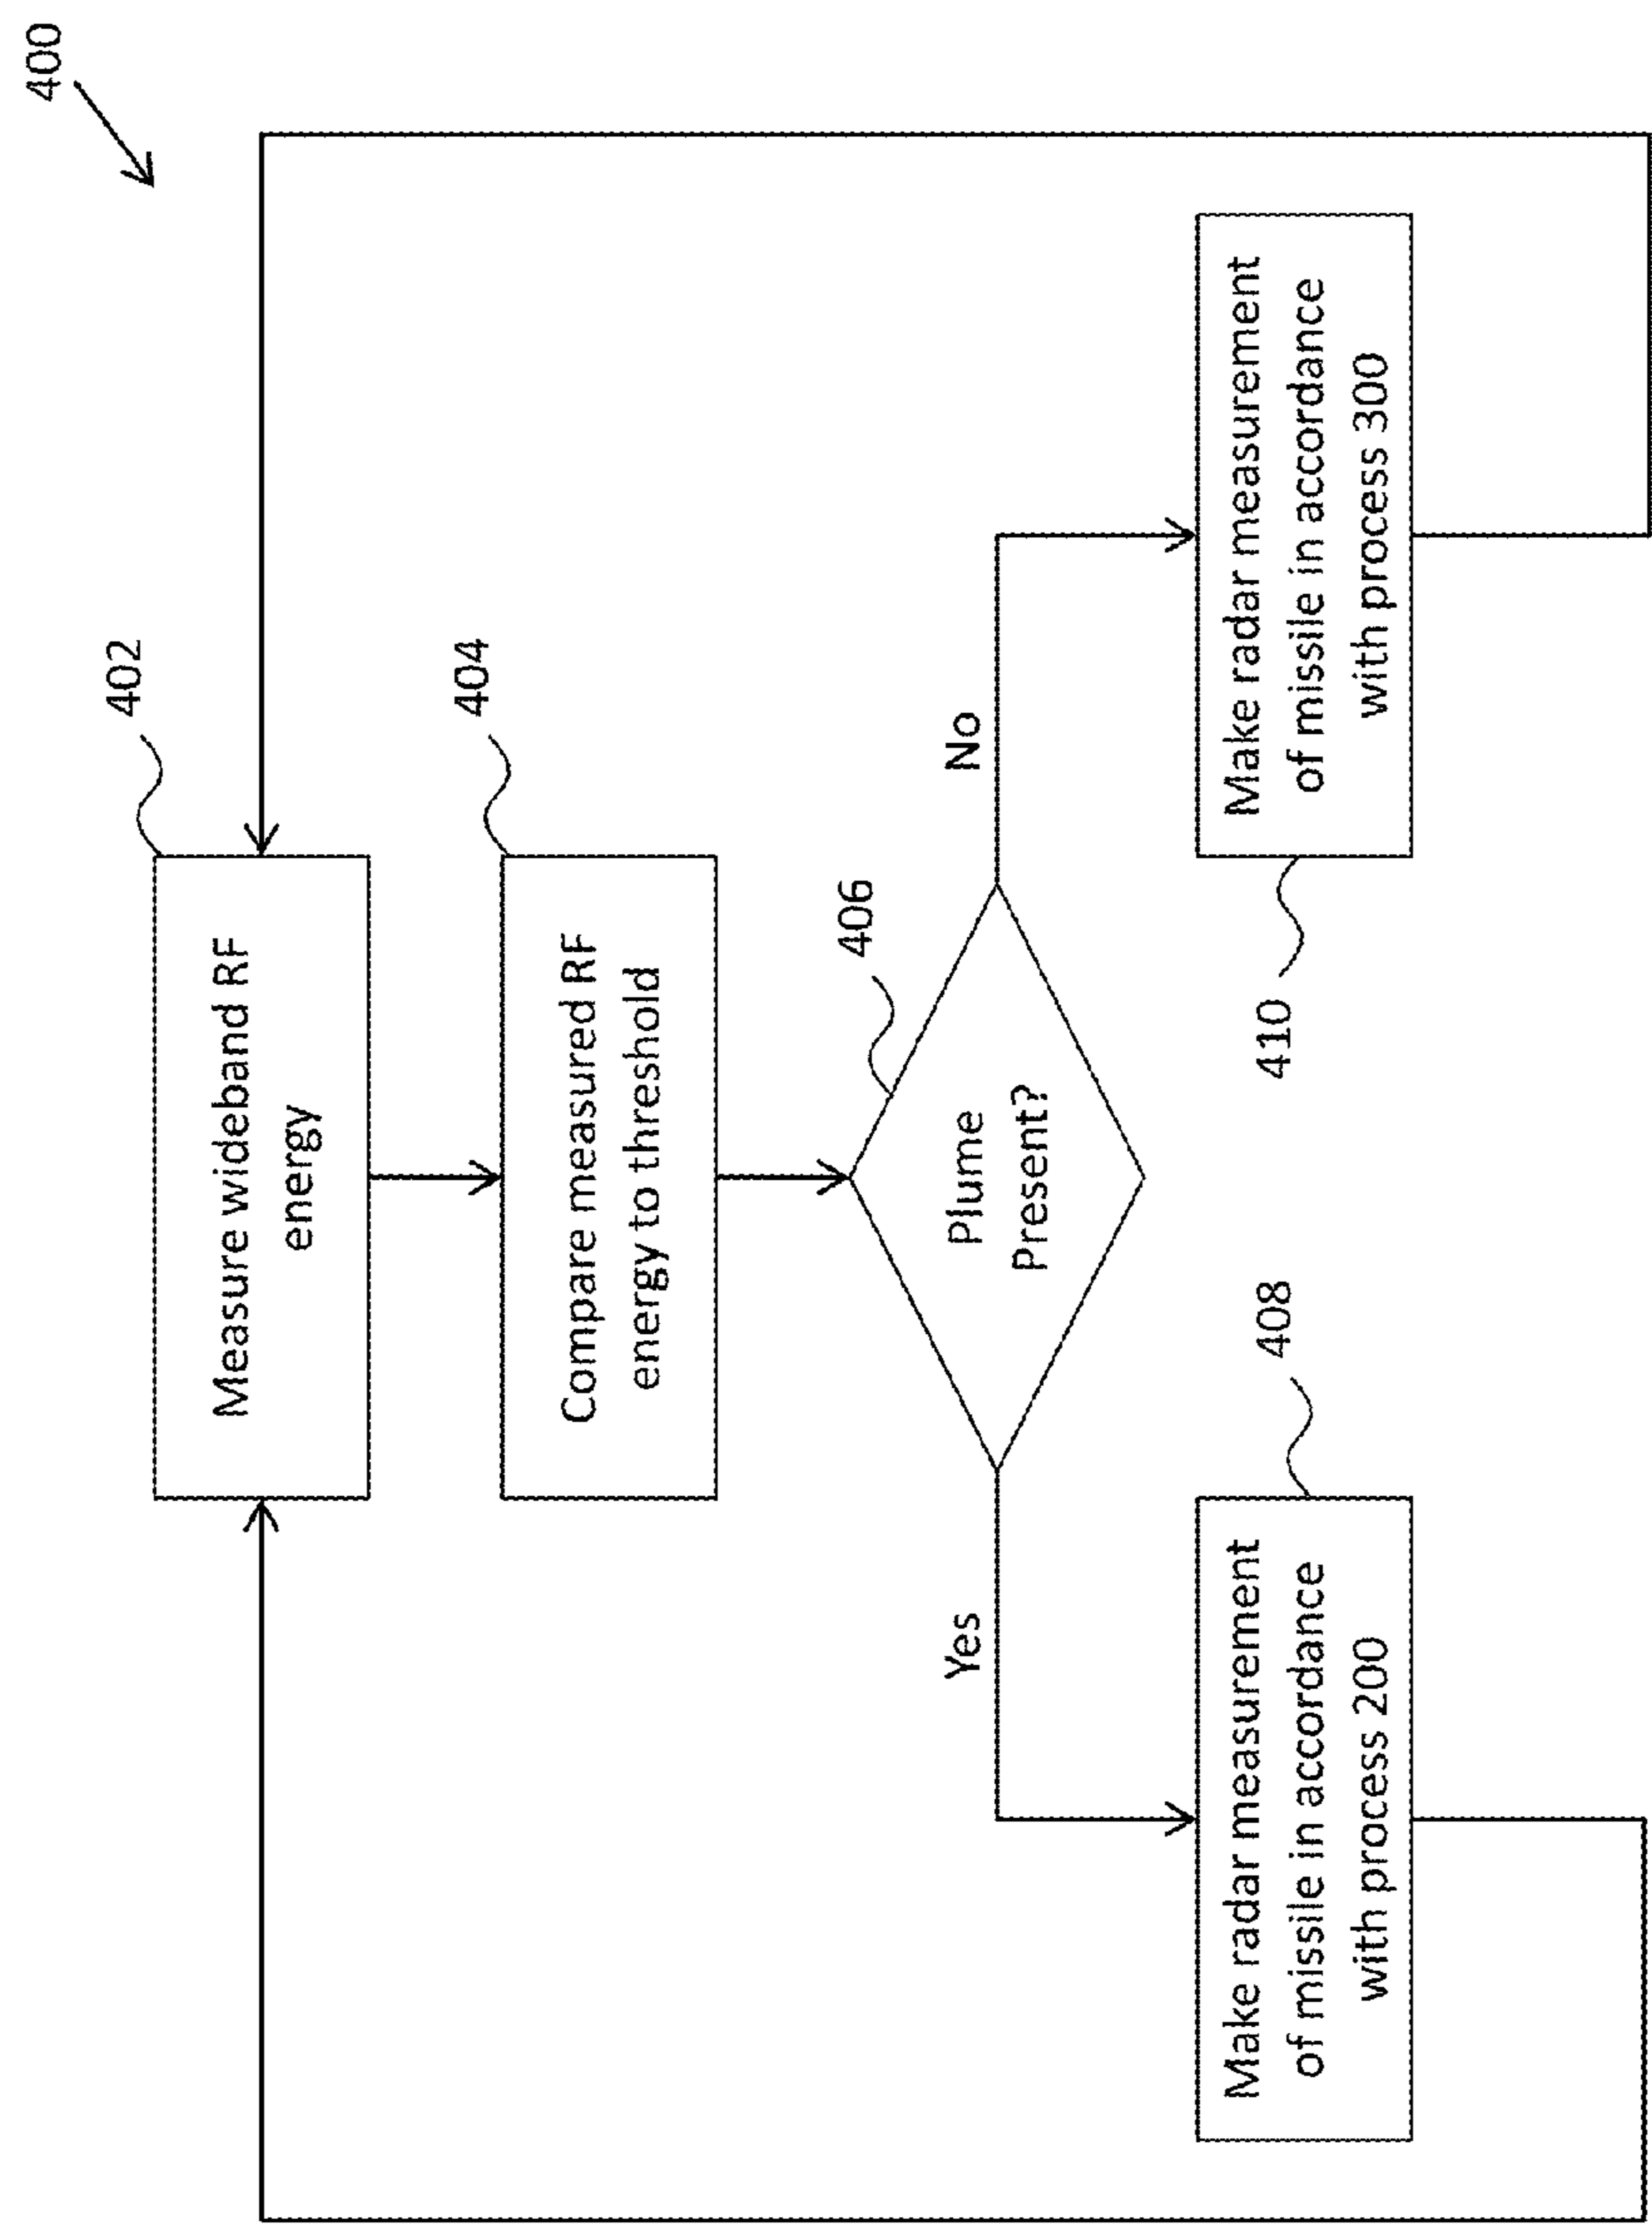 400
402
Measure wideband RF
energy
404
Compare measured RF
energy to threshold
406
Plume
Present?
Yes
No
408
Make radar measurement
of missile in accordance
with process 200
410
Make radar measurement
of missile in accordance
with process 300